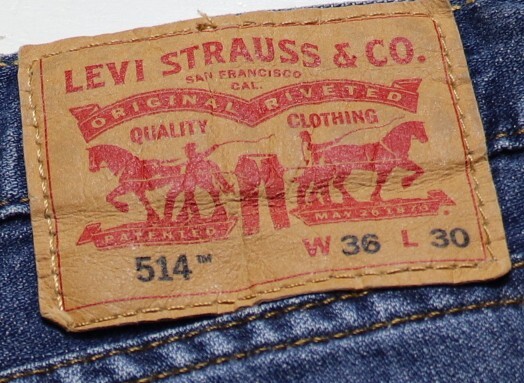 LEVI STRAUSS & CO.
SAN FRANCISCO
CAL.
ORIGINAL RIVETED
QUALITY CLOTHING
PATENTED MAY 20 1873
514™ W 36 L 30